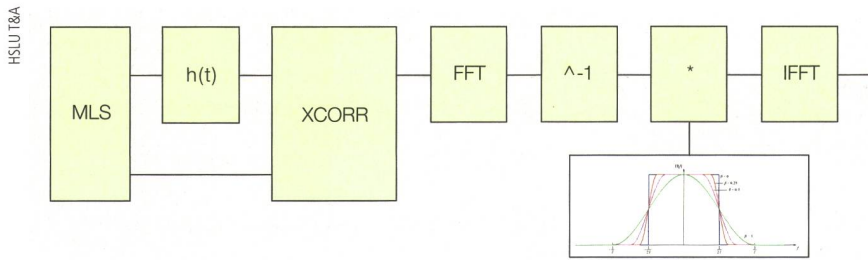 HSLU T&A
MLS
h(t)
XCORR
FFT
^-1
*
IFFT